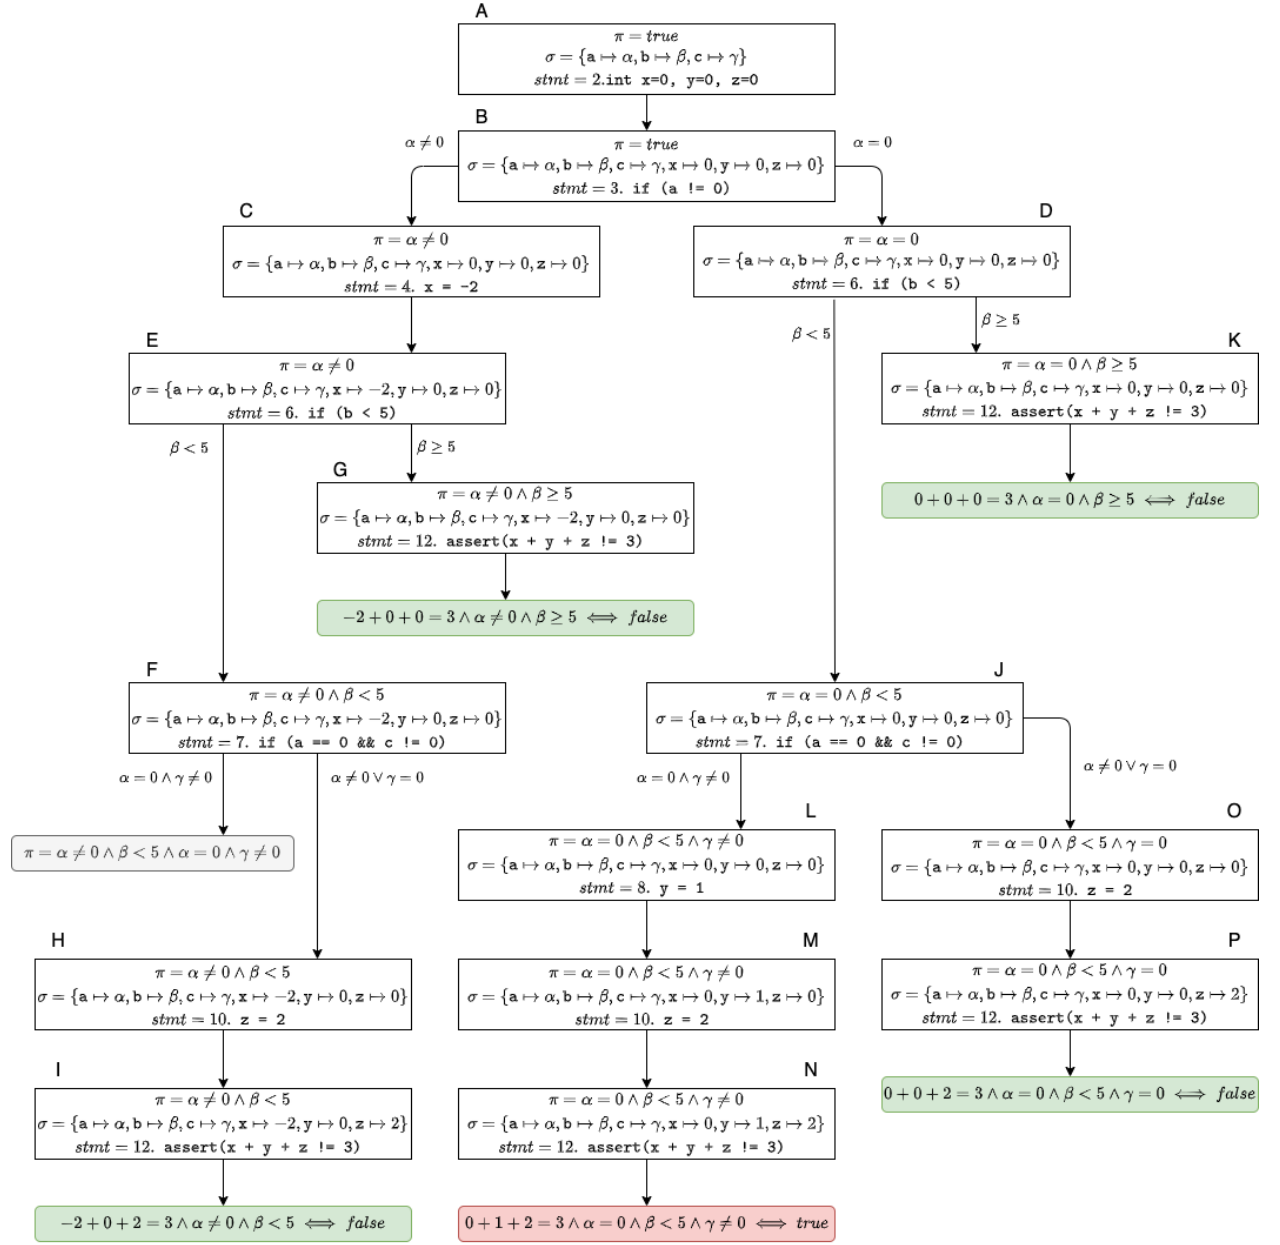 A
π = true
σ = {a ↦ α, b ↦ β, c ↦ γ}
stmt = 2.int x=0, y=0, z=0
B
α ≠ 0
α = 0
π = true
σ = {a ↦ α, b ↦ β, c ↦ γ, x ↦ 0, y ↦ 0, z ↦ 0}
stmt = 3. if (a != 0)
C
π = α ≠ 0
σ = {a ↦ α, b ↦ β, c ↦ γ, x ↦ 0, y ↦ 0, z ↦ 0}
stmt = 4. x = -2
D
π = α = 0
σ = {a ↦ α, b ↦ β, c ↦ γ, x ↦ 0, y ↦ 0, z ↦ 0}
stmt = 6. if (b < 5)
β < 5
β ≥ 5
E
π = α ≠ 0
σ = {a ↦ α, b ↦ β, c ↦ γ, x ↦ −2, y ↦ 0, z ↦ 0}
stmt = 6. if (b < 5)
K
π = α = 0 ∧ β ≥ 5
σ = {a ↦ α, b ↦ β, c ↦ γ, x ↦ 0, y ↦ 0, z ↦ 0}
stmt = 12. assert(x + y + z != 3)
β < 5
β ≥ 5
G
π = α ≠ 0 ∧ β ≥ 5
σ = {a ↦ α, b ↦ β, c ↦ γ, x ↦ −2, y ↦ 0, z ↦ 0}
stmt = 12. assert(x + y + z != 3)
0 + 0 + 0 = 3 ∧ α = 0 ∧ β ≥ 5 ⟺ false
−2 + 0 + 0 = 3 ∧ α ≠ 0 ∧ β ≥ 5 ⟺ false
F
π = α ≠ 0 ∧ β < 5
σ = {a ↦ α, b ↦ β, c ↦ γ, x ↦ −2, y ↦ 0, z ↦ 0}
stmt = 7. if (a == 0 && c != 0)
J
π = α = 0 ∧ β < 5
σ = {a ↦ α, b ↦ β, c ↦ γ, x ↦ 0, y ↦ 0, z ↦ 0}
stmt = 7. if (a == 0 && c != 0)
α = 0 ∧ γ ≠ 0
α ≠ 0 ∨ γ = 0
α = 0 ∧ γ ≠ 0
α ≠ 0 ∨ γ = 0
π = α ≠ 0 ∧ β < 5 ∧ α = 0 ∧ γ ≠ 0
L
π = α = 0 ∧ β < 5 ∧ γ ≠ 0
σ = {a ↦ α, b ↦ β, c ↦ γ, x ↦ 0, y ↦ 0, z ↦ 0}
stmt = 8. y = 1
O
π = α = 0 ∧ β < 5 ∧ γ = 0
σ = {a ↦ α, b ↦ β, c ↦ γ, x ↦ 0, y ↦ 0, z ↦ 0}
stmt = 10. z = 2
H
π = α ≠ 0 ∧ β < 5
σ = {a ↦ α, b ↦ β, c ↦ γ, x ↦ −2, y ↦ 0, z ↦ 0}
stmt = 10. z = 2
M
π = α = 0 ∧ β < 5 ∧ γ ≠ 0
σ = {a ↦ α, b ↦ β, c ↦ γ, x ↦ 0, y ↦ 1, z ↦ 0}
stmt = 10. z = 2
P
π = α = 0 ∧ β < 5 ∧ γ = 0
σ = {a ↦ α, b ↦ β, c ↦ γ, x ↦ 0, y ↦ 0, z ↦ 2}
stmt = 12. assert(x + y + z != 3)
I
π = α ≠ 0 ∧ β < 5
σ = {a ↦ α, b ↦ β, c ↦ γ, x ↦ −2, y ↦ 0, z ↦ 2}
stmt = 12. assert(x + y + z != 3)
N
π = α = 0 ∧ β < 5 ∧ γ ≠ 0
σ = {a ↦ α, b ↦ β, c ↦ γ, x ↦ 0, y ↦ 1, z ↦ 2}
stmt = 12. assert(x + y + z != 3)
0 + 0 + 2 = 3 ∧ α = 0 ∧ β < 5 ∧ γ = 0 ⟺ false
−2 + 0 + 2 = 3 ∧ α ≠ 0 ∧ β < 5 ⟺ false
0 + 1 + 2 = 3 ∧ α = 0 ∧ β < 5 ∧ γ ≠ 0 ⟺ true